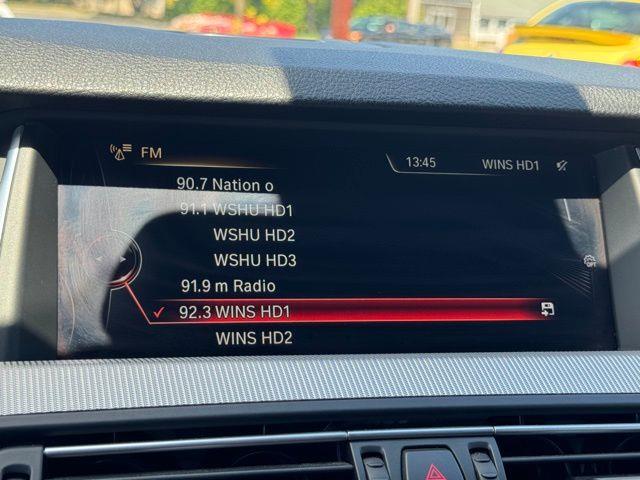 FM
13:45 WINS HD1
90.7 Nation o
91.1 WSHU HD1
WSHU HD2
WSHU HD3
91.9 m Radio
92.3 WINS HD1
WINS HD2
OPT